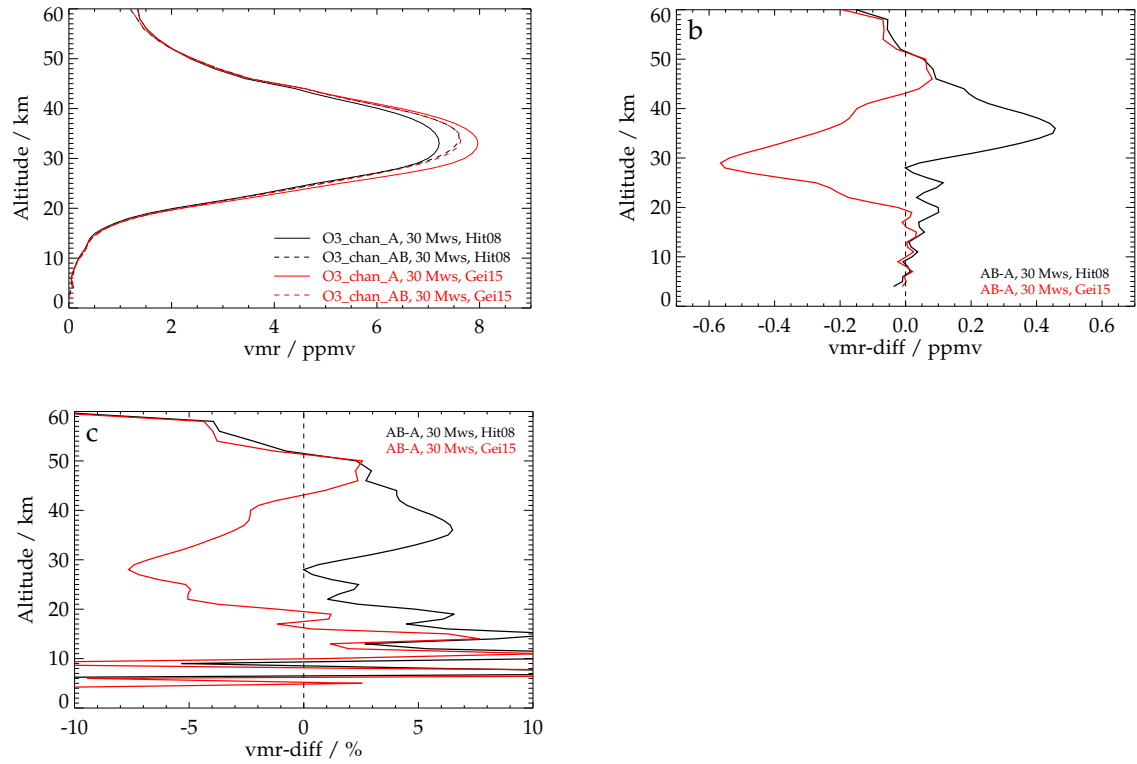 60
50
40
30
20
10
0
Altitude / km
O3_chan_A, 30 Mws, Hit08
O3_chan_AB, 30 Mws, Hit08
O3_chan_A, 30 Mws, Gei15
O3_chan_AB, 30 Mws, Gei15
0 2 4 6 8
vmr / ppmv
b
60
50
40
30
20
10
0
Altitude / km
AB-A, 30 Mws, Hit08
AB-A, 30 Mws, Gei15
-0.6 -0.4 -0.2 0.0 0.2 0.4 0.6
vmr-diff / ppmv
c
60
50
40
30
20
10
0
Altitude / km
AB-A, 30 Mws, Hit08
AB-A, 30 Mws, Gei15
-10 -5 0 5 10
vmr-diff / %